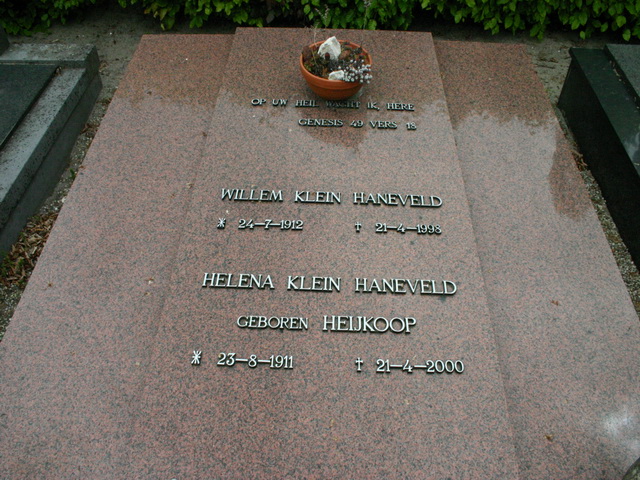 OP UW HEIL WACHT IK, HERE
GENESIS 49 VERS 18
WILLEM KLEIN HANEVELD
* 24-7-1912 † 21-4-1998
HELENA KLEIN HANEVELD
GEBOREN HEIJKOOP
* 23-8-1911 † 21-4-2000